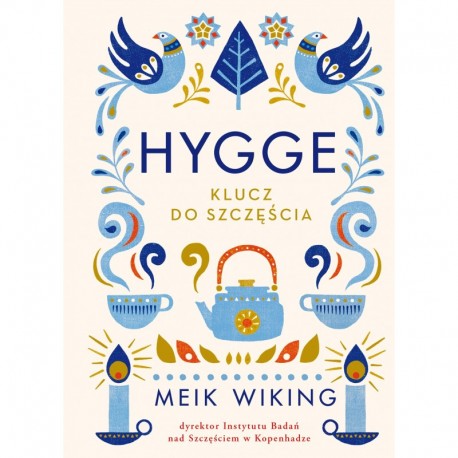 HYGGE
KLUCZ
DO SZCZĘŚCIA
MEIK WIKING
dyrektor Instytutu Badań
nad Szczęściem w Kopenhadze